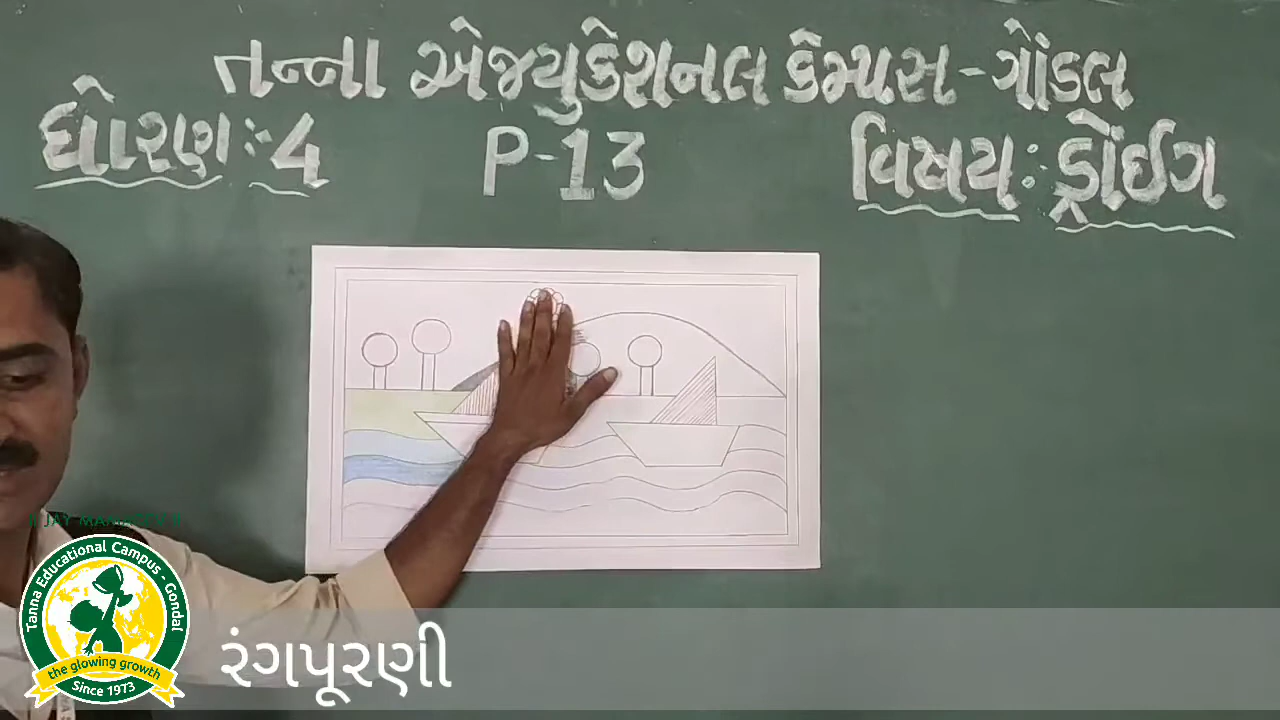 તન્ના એજ્યુકેશનલ કેમ્પસ - ગોંડલ
ધોરણ : 4
P-13
વિષય : ડ્રોઈંગ
Tanna Educational Campus - Gondal
the glowing growth
Since 1973
રંગપૂરણી